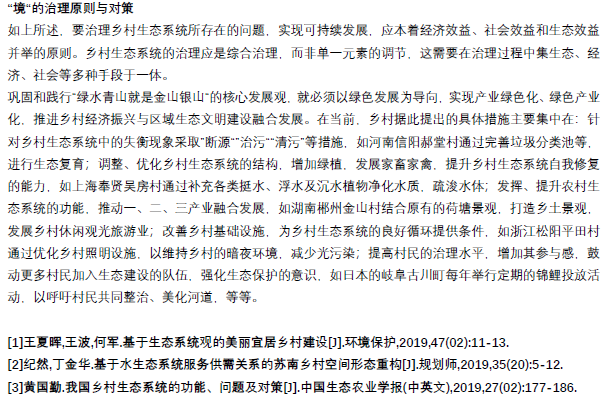 “境“的治理原则与对策
如上所述，要治理乡村生态系统所存在的问题，实现可持续发展，应本着经济效益、社会效益和生态效益
并举的原则。乡村生态系统的治理应是综合治理，而非单一元素的调节，这需要在治理过程中集生态、经
济、社会等多种手段于一休。
巩固和践行“绿水青山就是金山银山“的核心发展观，就必须以绿色发展为导向，实现产业绿色化、绿色产业
化，推进乡村经济振兴与区域生态文明建设融合发展。在当前，乡村据此提出的具体措施主要集中在：针
对乡村生态系统中的失衡现象采取“断源“”治污““清污”等措施，如河南信阳郝堂村通过完善垃圾分类池等，
进行生态复育；调整、优化乡村生态系统的结构，增加绿植，发展家畜家禽，提升乡村生态系统自我修复
的能力，如上海奉贤吴房村通过补充各类挺水、浮水及沉水植物净化水质，疏浚水休；发挥、提升农村生
态系统的功能，推动一、二、三产业融合发展，如湖南郴州金山村结合原有的荷塘景观，打造乡土景观，
发展乡村休闲观光旅游业；改善乡村基础设施，为乡村生态系统的良好循环提供条件，如浙江松阳平田村
通过优化乡村照明设施，以维持乡村的暗夜环境，减少光污染；提高村民的治理水平，增加其参与感，鼓
动更多村民加入生态建设的队伍，强化生态保护的意识，如日本的岐阜古川町每年举行定期的锦鲤投放活
动，以呼吁村民共同整治、美化河道，等等。
[1]王夏晖,王波,何军.基于生态系统观的美丽宜居乡村建设[J].环境保护,2019,47(02):11-13.
[2]纪然,丁金华.基于水生态系统服务供需关系的苏南乡村空间形态重构[J].规划师,2019,35(20):5-12.
[3]黄国勤.我国乡村生态系统的功能、问题及对策[J].中国生态农业学报(中英文),2019,27(02):177-186.